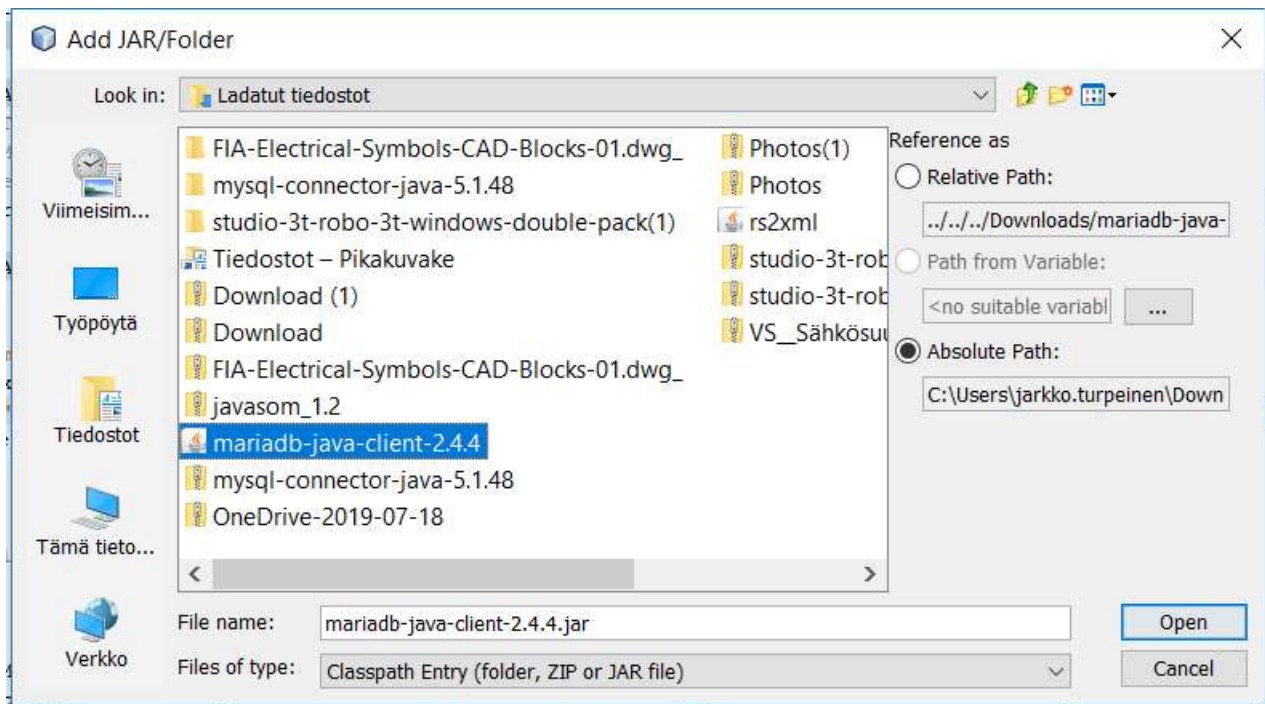 Add JAR/Folder
Look in:
Ladatut tiedostot
Viimeisim...
Työpöytä
Tiedostot
Tämä tieto...
Verkko
FIA-Electrical-Symbols-CAD-Blocks-01.dwg_
mysql-connector-java-5.1.48
studio-3t-robo-3t-windows-double-pack(1)
Tiedostot – Pikakuvake
Download (1)
Download
FIA-Electrical-Symbols-CAD-Blocks-01.dwg_
javasom_1.2
mariadb-java-client-2.4.4
mysql-connector-java-5.1.48
OneDrive-2019-07-18
Photos(1)
Photos
rs2xml
studio-3t-rob
studio-3t-rob
VS__Sähkösuu
Reference as
Relative Path:
../../../Downloads/mariadb-java-
Path from Variable:
<no suitable variabl
...
Absolute Path:
C:\Users\jarkko.turpeinen\Down
File name:
mariadb-java-client-2.4.4.jar
Open
Files of type:
Classpath Entry (folder, ZIP or JAR file)
Cancel